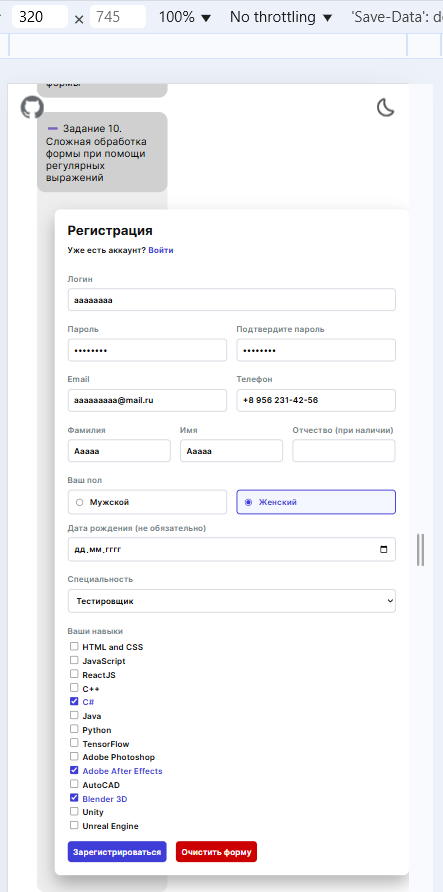 320 × 745 100% ▼ No throttling ▼ 'Save-Data': d
формы
Задание 10.
Сложная обработка
формы при помощи
регулярных
выражений
Регистрация
Уже есть аккаунт? Войти
Логин
aaaaaaaa
Пароль Подтвердите пароль
•••••••• ••••••••
Email Телефон
aaaaaaaaa@mail.ru +8 956 231-42-56
Фамилия Имя Отчество (при наличии)
Ааааа Ааааа
Ваш пол
Мужской Женский
Дата рождения (не обязательно)
дд.мм.гггг
Специальность
Тестировщик
Ваши навыки
HTML and CSS
JavaScript
ReactJS
C++
C#
Java
Python
TensorFlow
Adobe Photoshop
Adobe After Effects
AutoCAD
Blender 3D
Unity
Unreal Engine
Зарегистрироваться Очистить форму